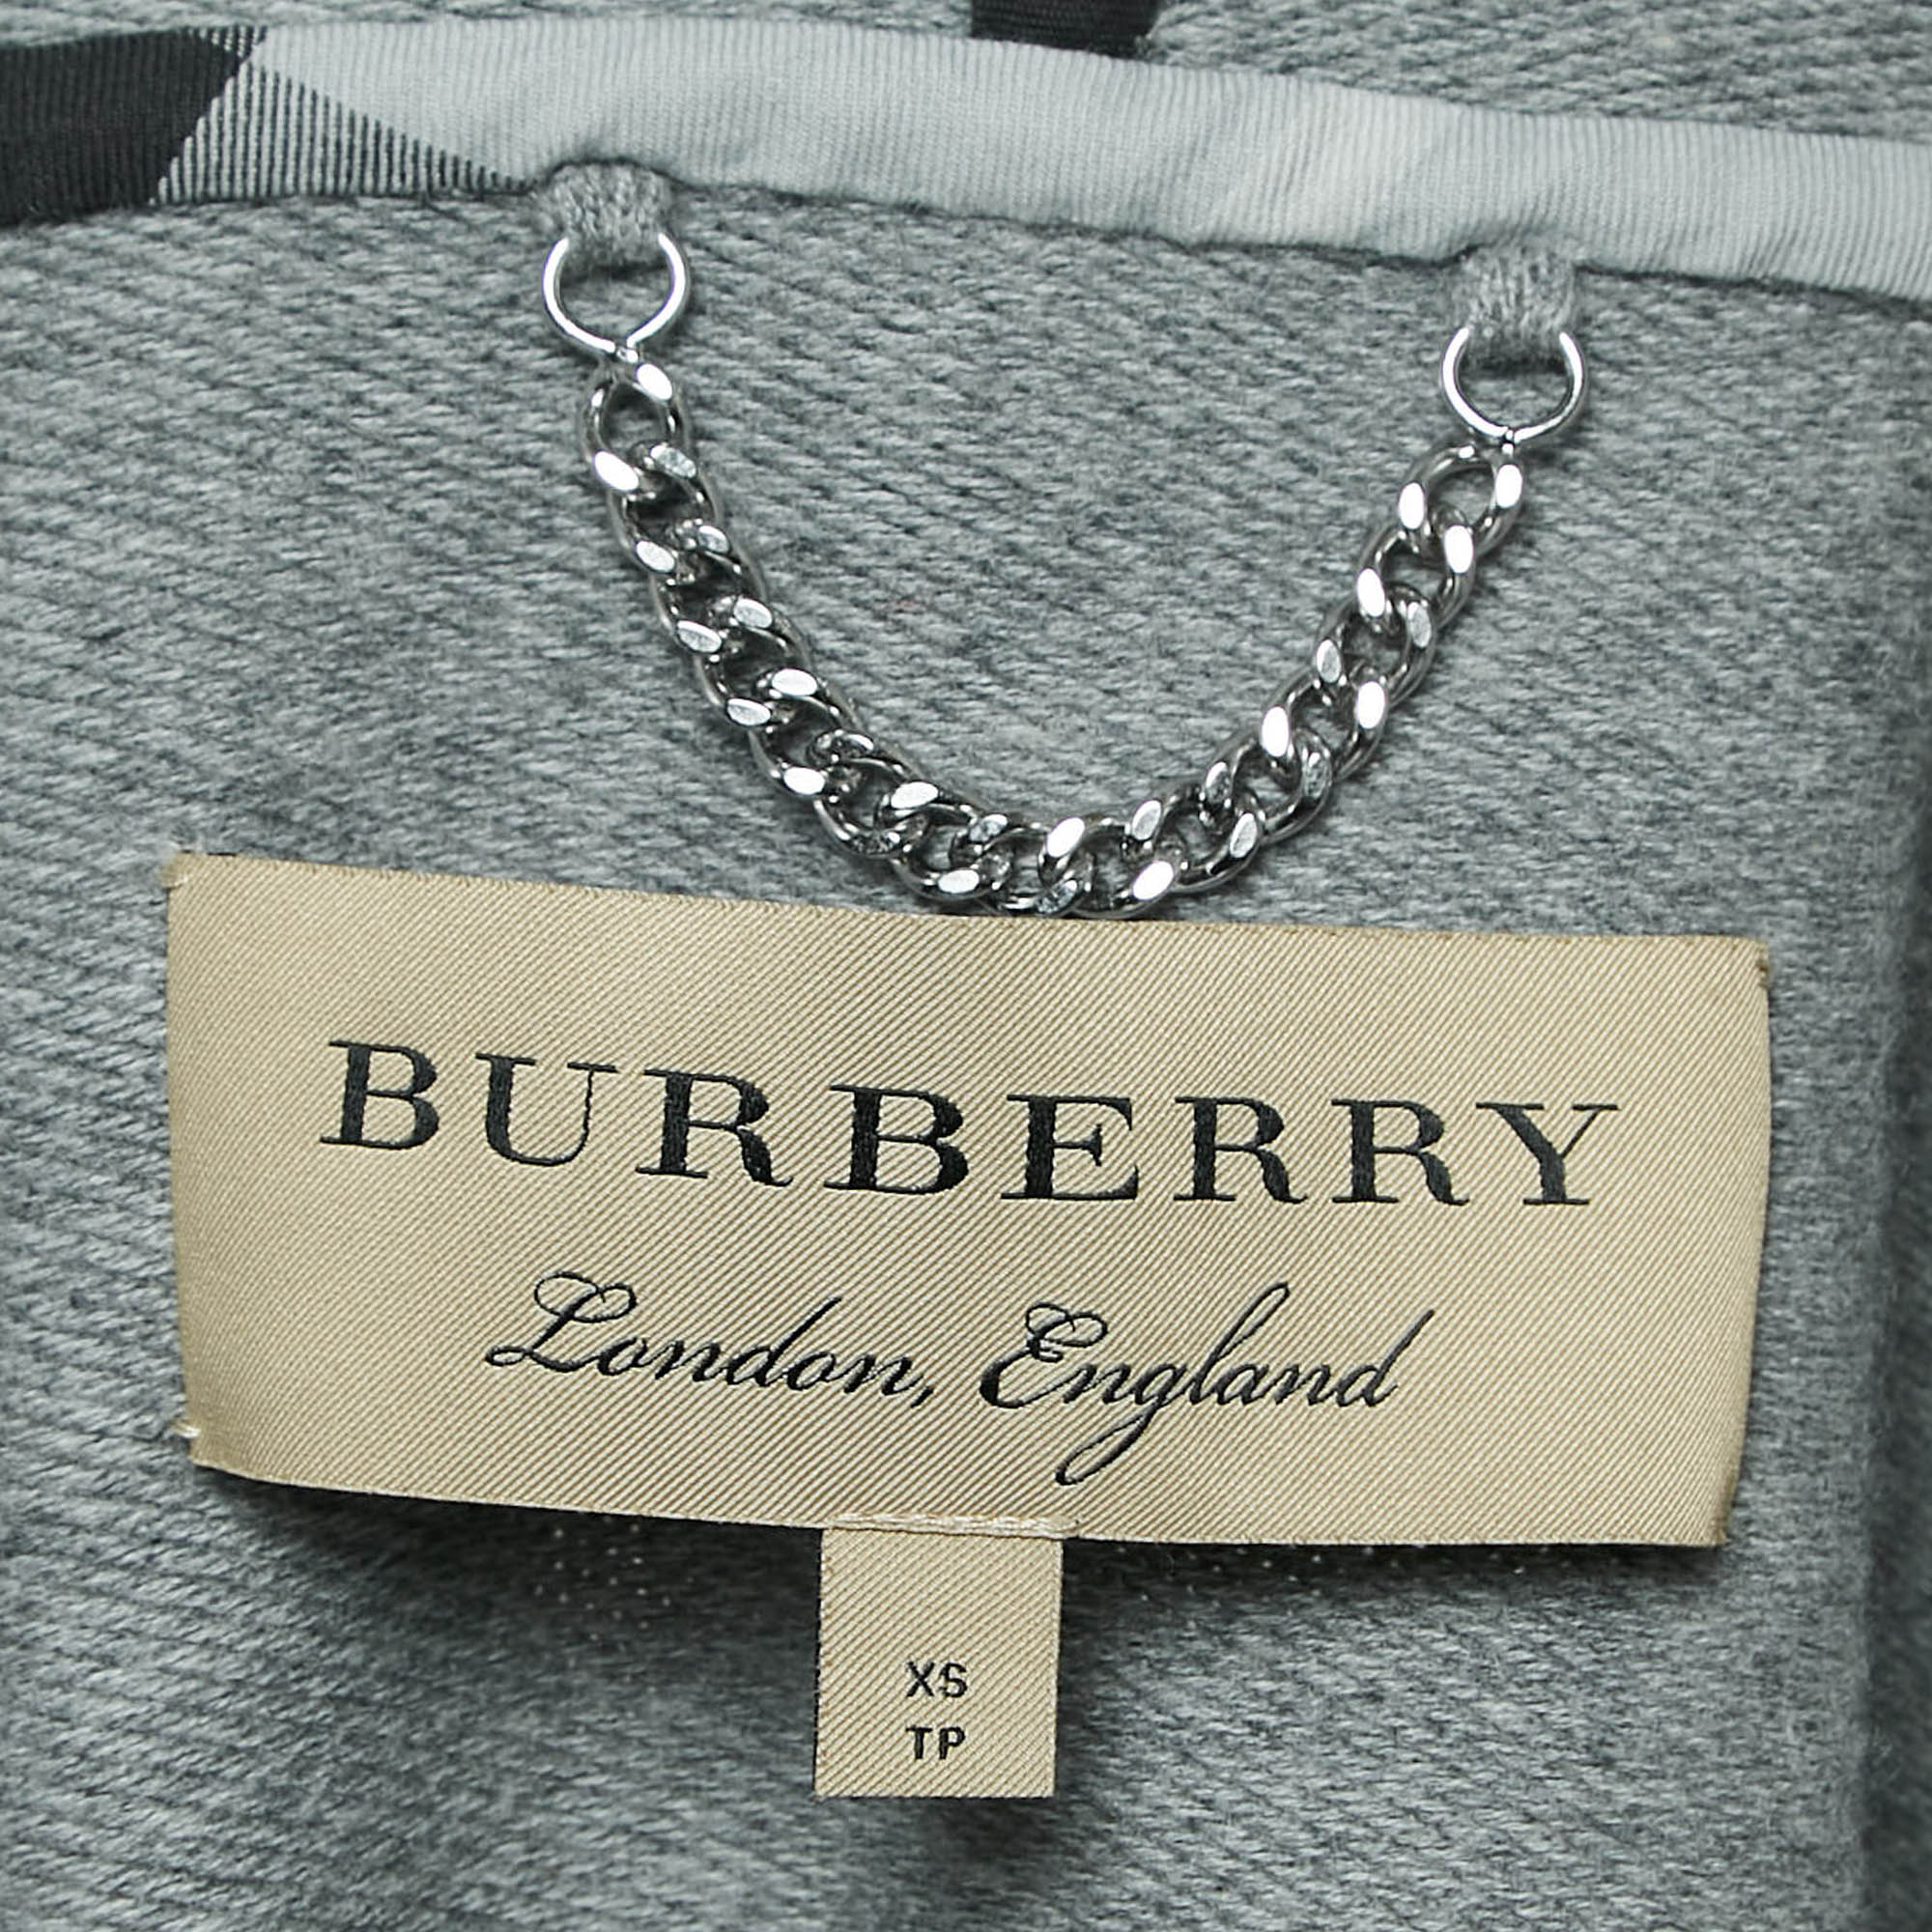 BURBERRY
London, England
XS
TP